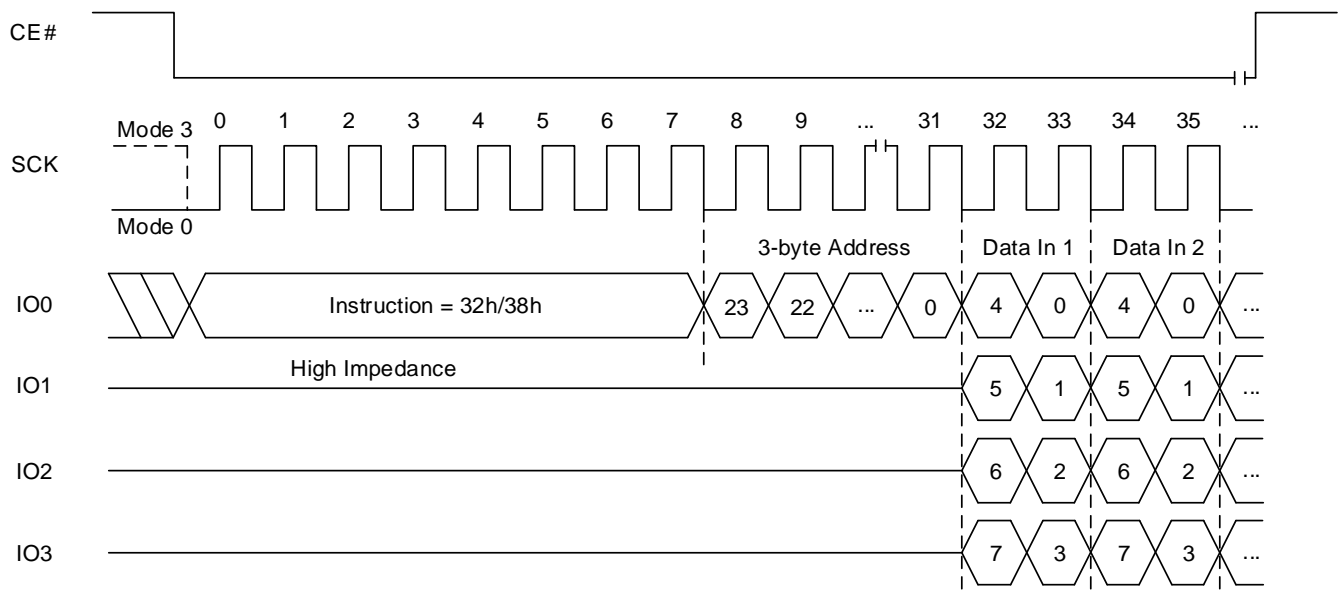 CE#
Mode 3 0 1 2 3 4 5 6 7 8 9 ... 31 32 33 34 35 ...
SCK
Mode 0
3-byte Address Data In 1 Data In 2
IO0 Instruction = 32h/38h 23 22 ... 0 4 0 4 0 ...
High Impedance
IO1 5 1 5 1 ...
IO2 6 2 6 2 ...
IO3 7 3 7 3 ...